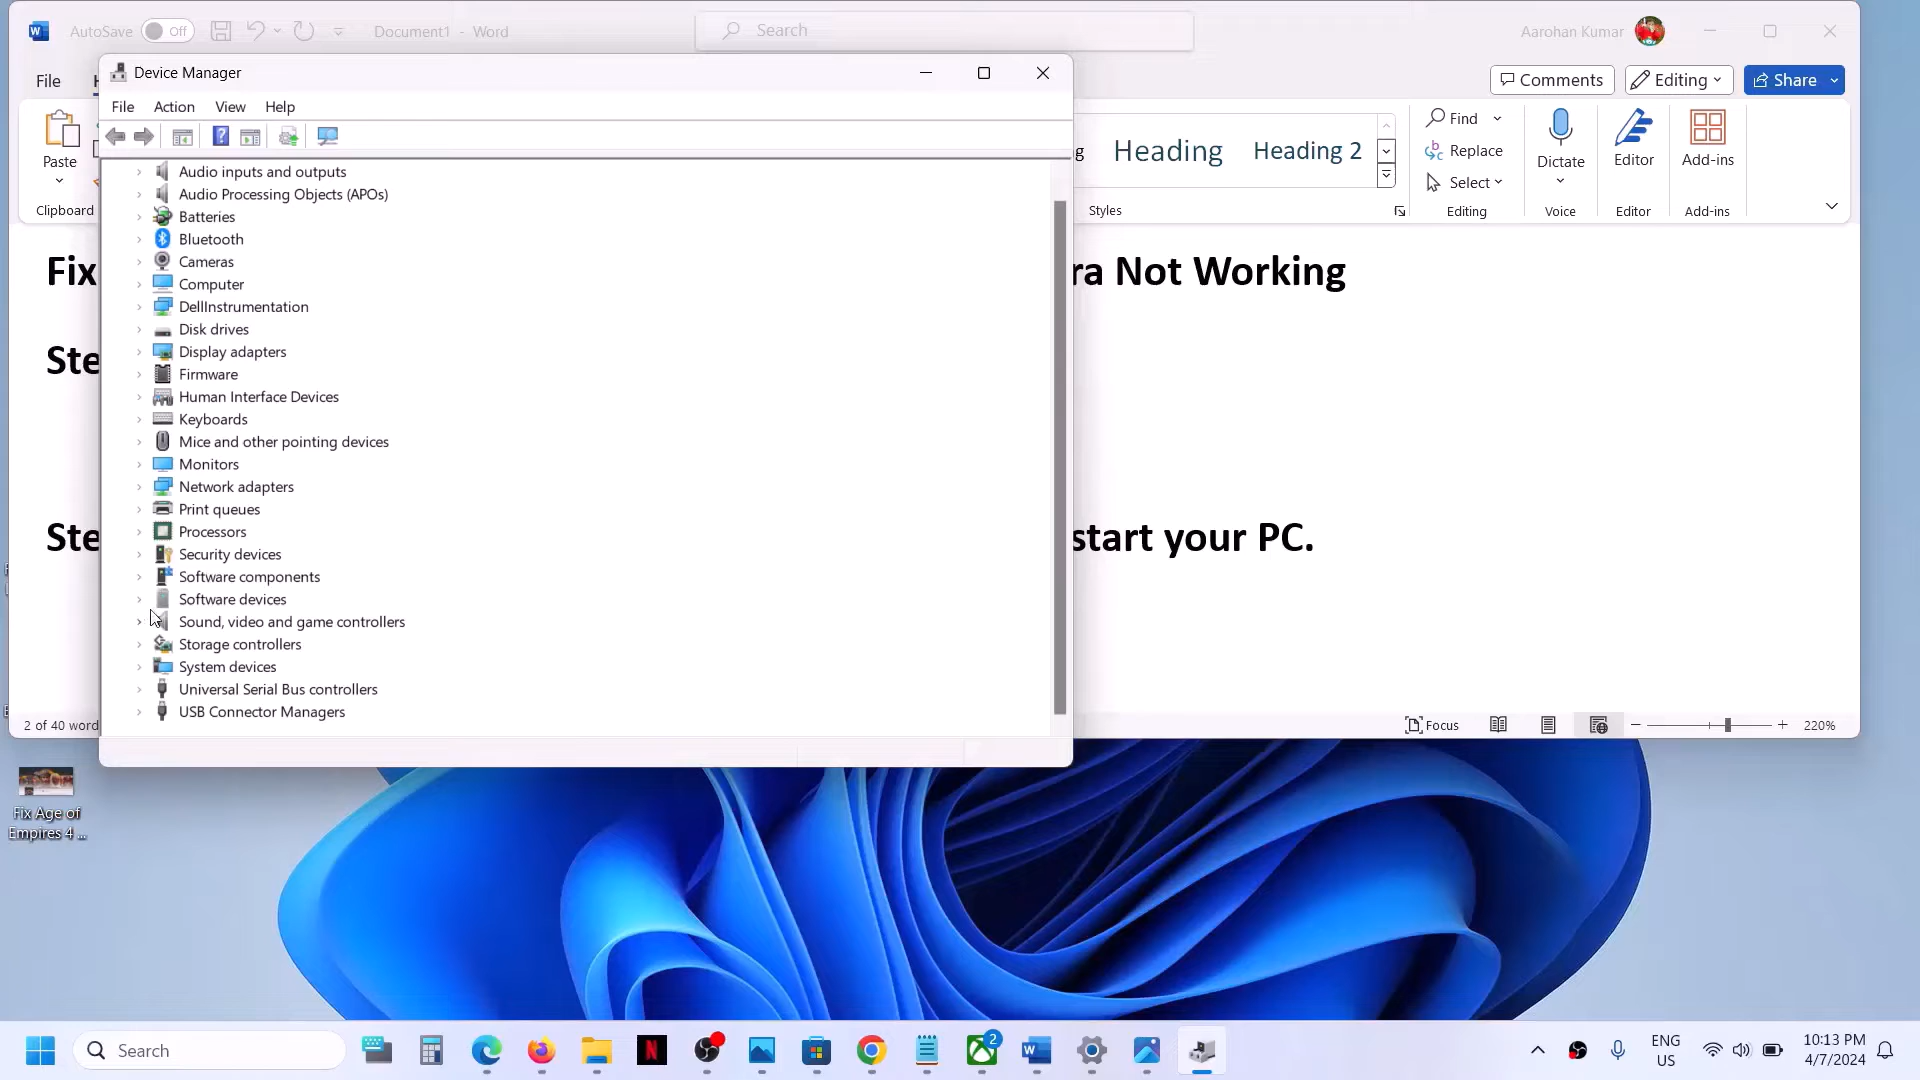 AutoSave
Off
Document1 - Word
Search
Aarohan Kumar
File
Comments
Editing
Share
Device Manager
File
Action
View
Help
Paste
Clipboard
Heading
Heading 2
Styles
Find
Replace
Select
Editing
Dictate
Voice
Editor
Editor
Add-ins
Add-ins
Audio inputs and outputs
Audio Processing Objects (APOs)
Batteries
Bluetooth
Cameras
Computer
DellInstrumentation
Disk drives
Display adapters
Firmware
Human Interface Devices
Keyboards
Mice and other pointing devices
Monitors
Network adapters
Print queues
Processors
Security devices
Software components
Software devices
Sound, video and game controllers
Storage controllers
System devices
Universal Serial Bus controllers
USB Connector Managers
Fix
ra Not Working
Ste
Ste
start your PC.
2 of 40 word
Focus
220%
Fix Age of
Empires 4 ...
Search
2
ENG
US
10:13 PM
4/7/2024